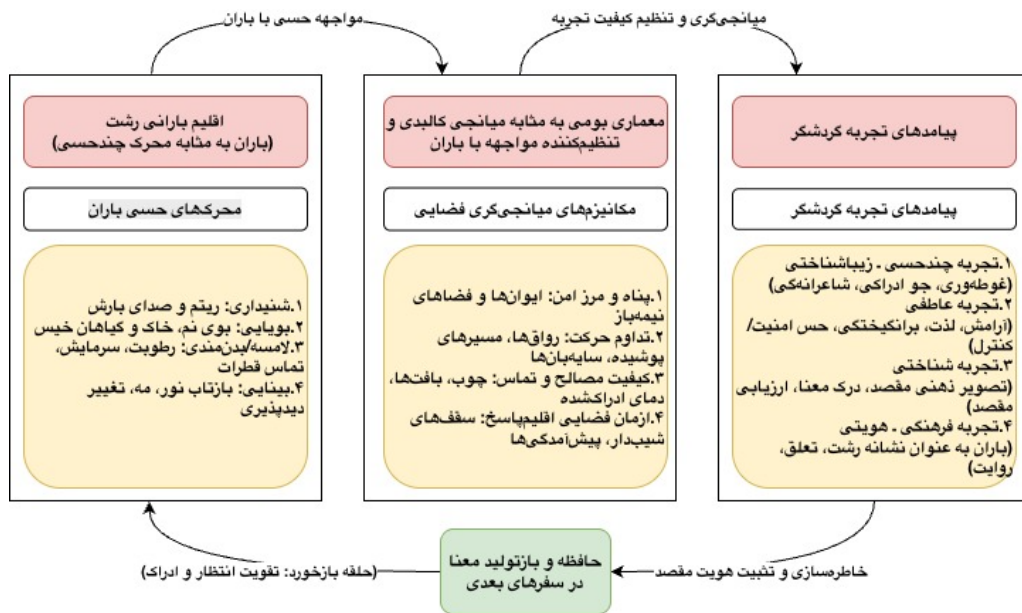 مواجهه حسی با باران
میانجی‌گری و تنظیم کیفیت تجربه
اقلیم بارانی رشت
(باران به مثابه محرک چندحسی)
محرک‌های حسی باران
۱.شنیداری: ریتم و صدای بارش
۲.بویایی: بوی نم، خاک و گیاهان خیس
۳.لامسه/بدن‌مندی: رطوبت، سرمایش،
تماس قطرات
۴.بینایی: بازتاب نور، مه، تغییر
دیدپذیری
معماری بومی به مثابه میانجی کالبدی و
تنظیم‌کننده مواجهه با باران
مکانیزم‌های میانجی‌گری فضایی
۱.پناه و مرز امن: ایوان‌ها و فضاهای
نیمه‌باز
۲.تداوم حرکت: رواق‌ها، مسیرهای
پوشیده، سایه‌بان‌ها
۳.کیفیت مصالح و تماس: چوب، بافت‌ها،
دمای ادراک‌شده
۴.ازمان فضایی اقلیم‌پاسخ: سقف‌های
شیب‌دار، پیش‌آمدگی‌ها
پیامدهای تجربه گردشگر
پیامدهای تجربه گردشگر
۱.تجربه چندحسی ـ زیباشناختی
(غوطه‌وری، جو ادراکی، شاعرانه‌گی)
۲.تجربه عاطفی
(آرامش، لذت، برانگیختگی، حس امنیت/
کنترل)
۳.تجربه شناختی
(تصویر ذهنی مقصد، درک معنا، ارزیابی
مقصد)
۴.تجربه فرهنگی ـ هویتی
(باران به عنوان نشانه رشت، تعلق،
روایت)
خاطره‌سازی و تثبیت هویت مقصد
حافظه و بازتولید معنا
در سفرهای بعدی
(حلقه بازخورد: تقویت انتظار و ادراک)